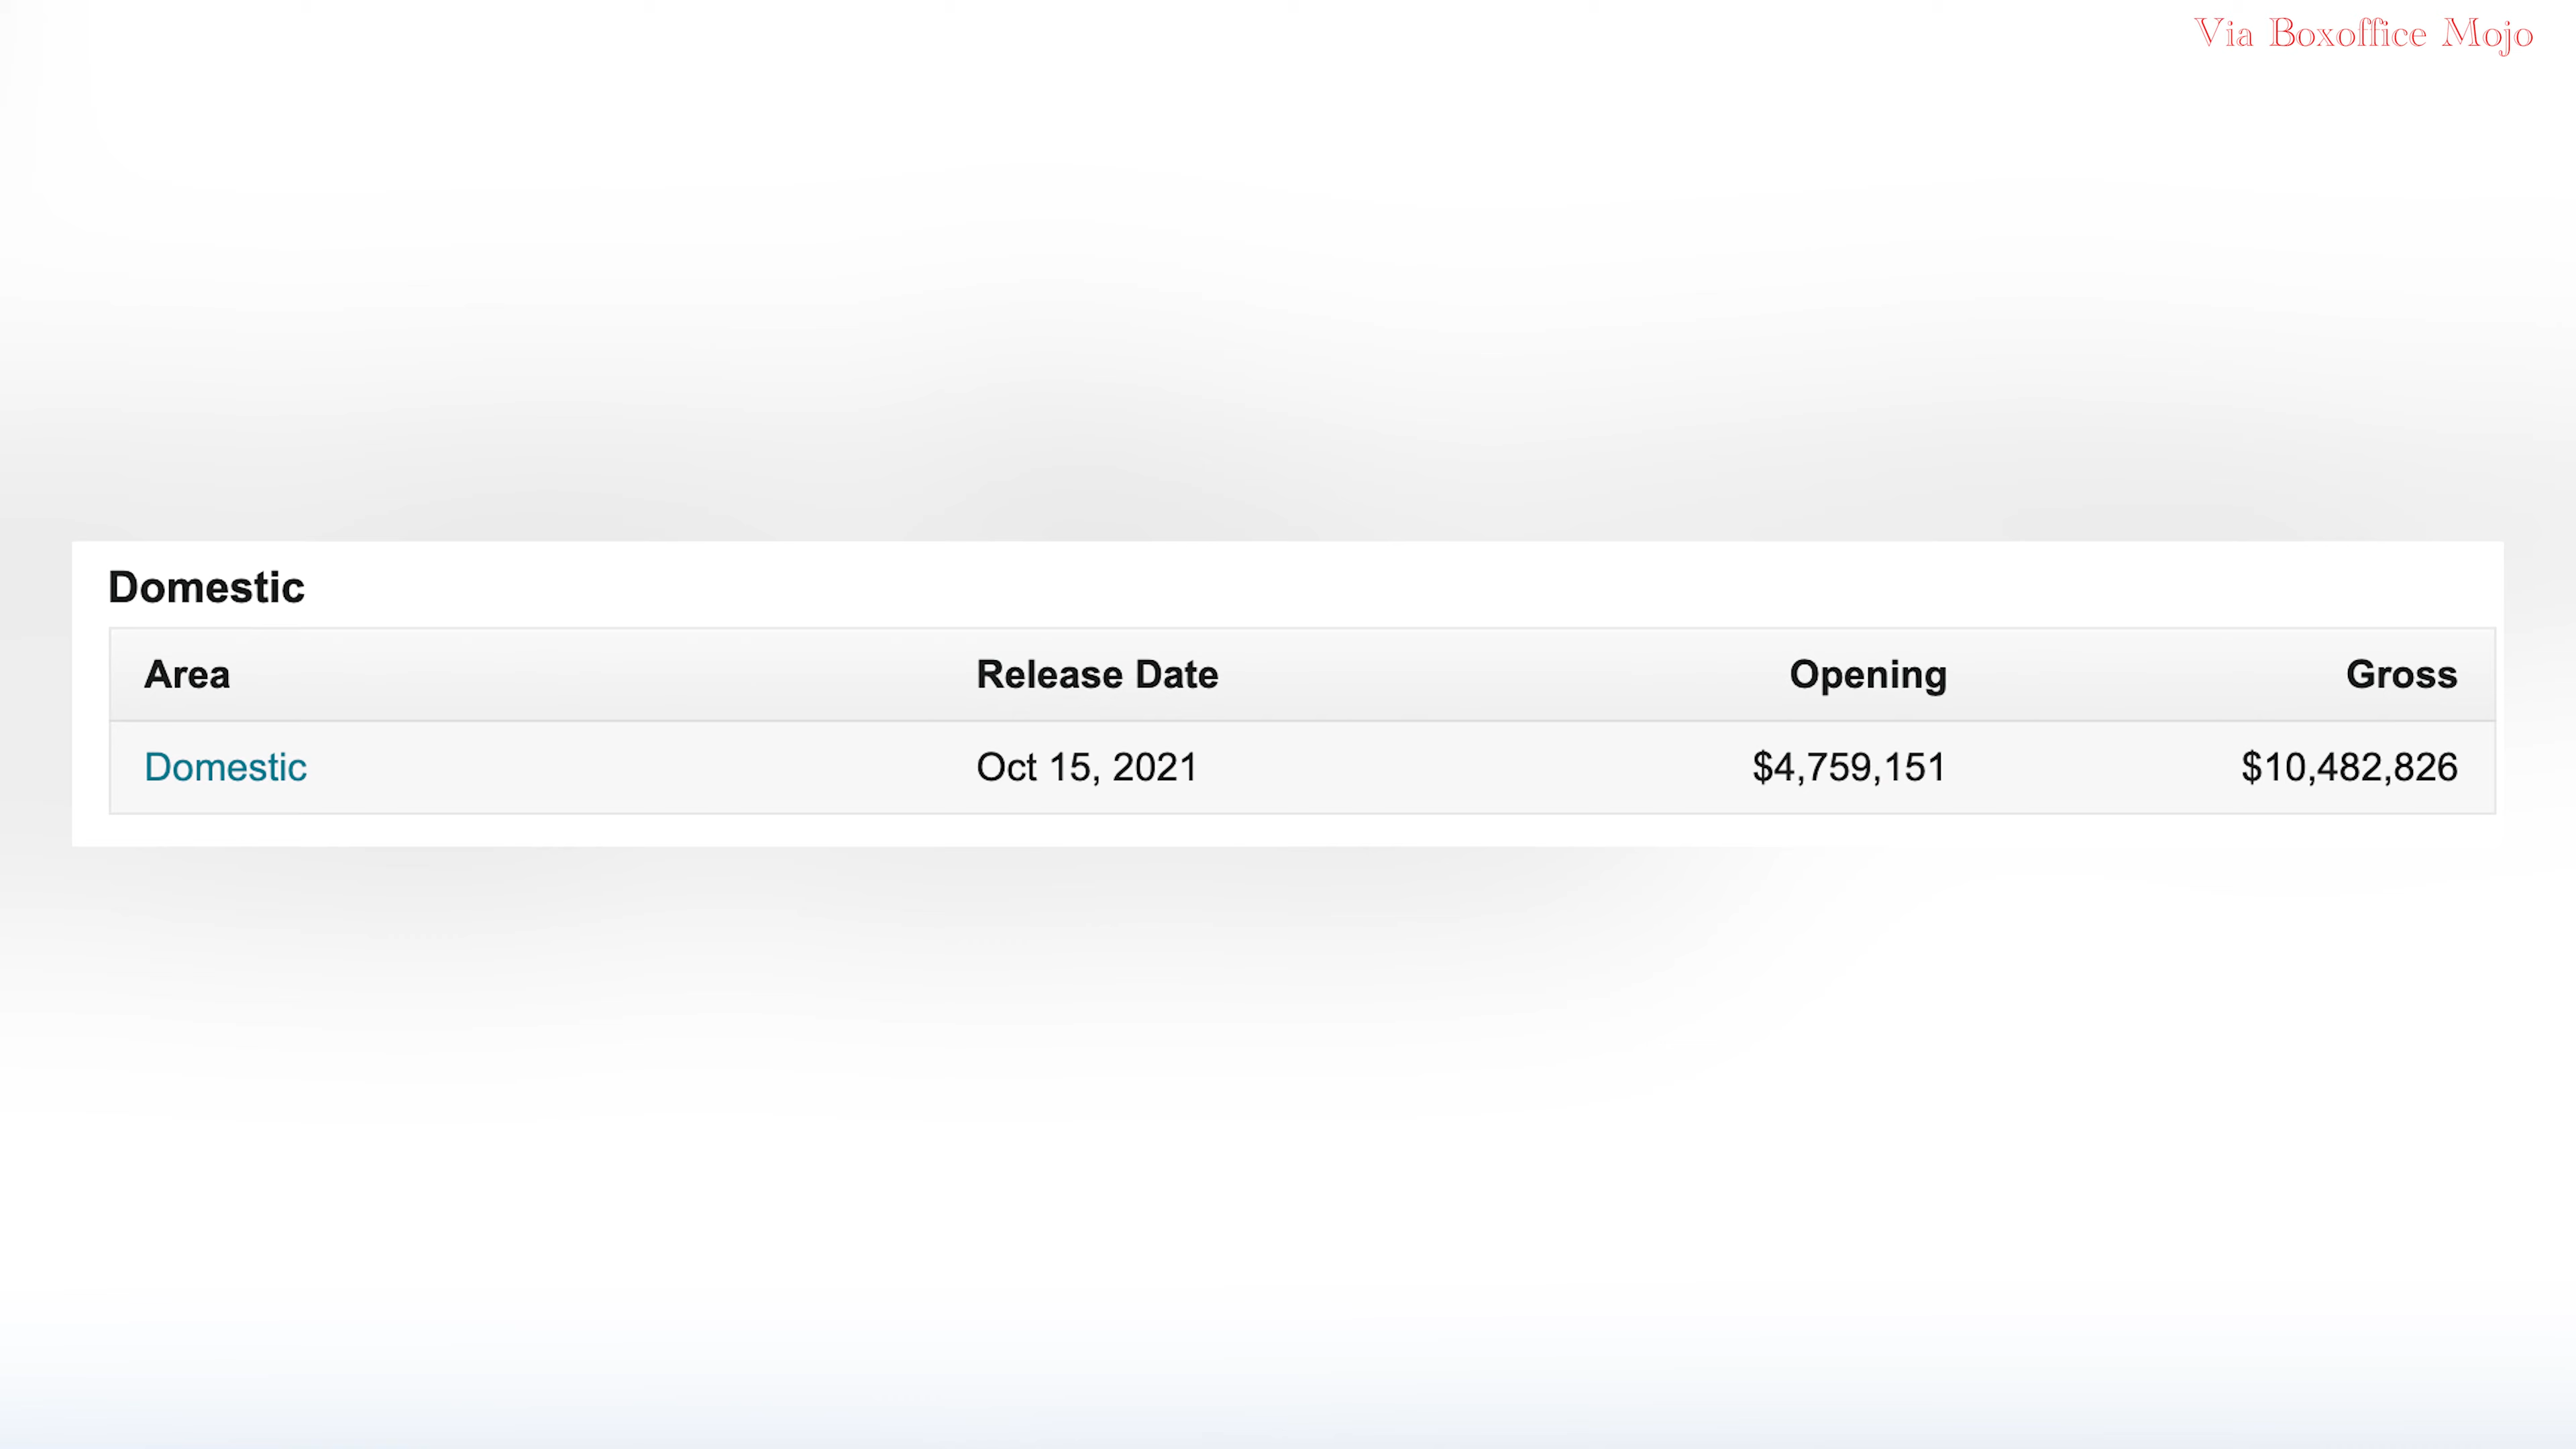 Via Boxoffice Mojo
Domestic
Area Release Date Opening Gross
Domestic Oct 15, 2021 $4,759,151 $10,482,826